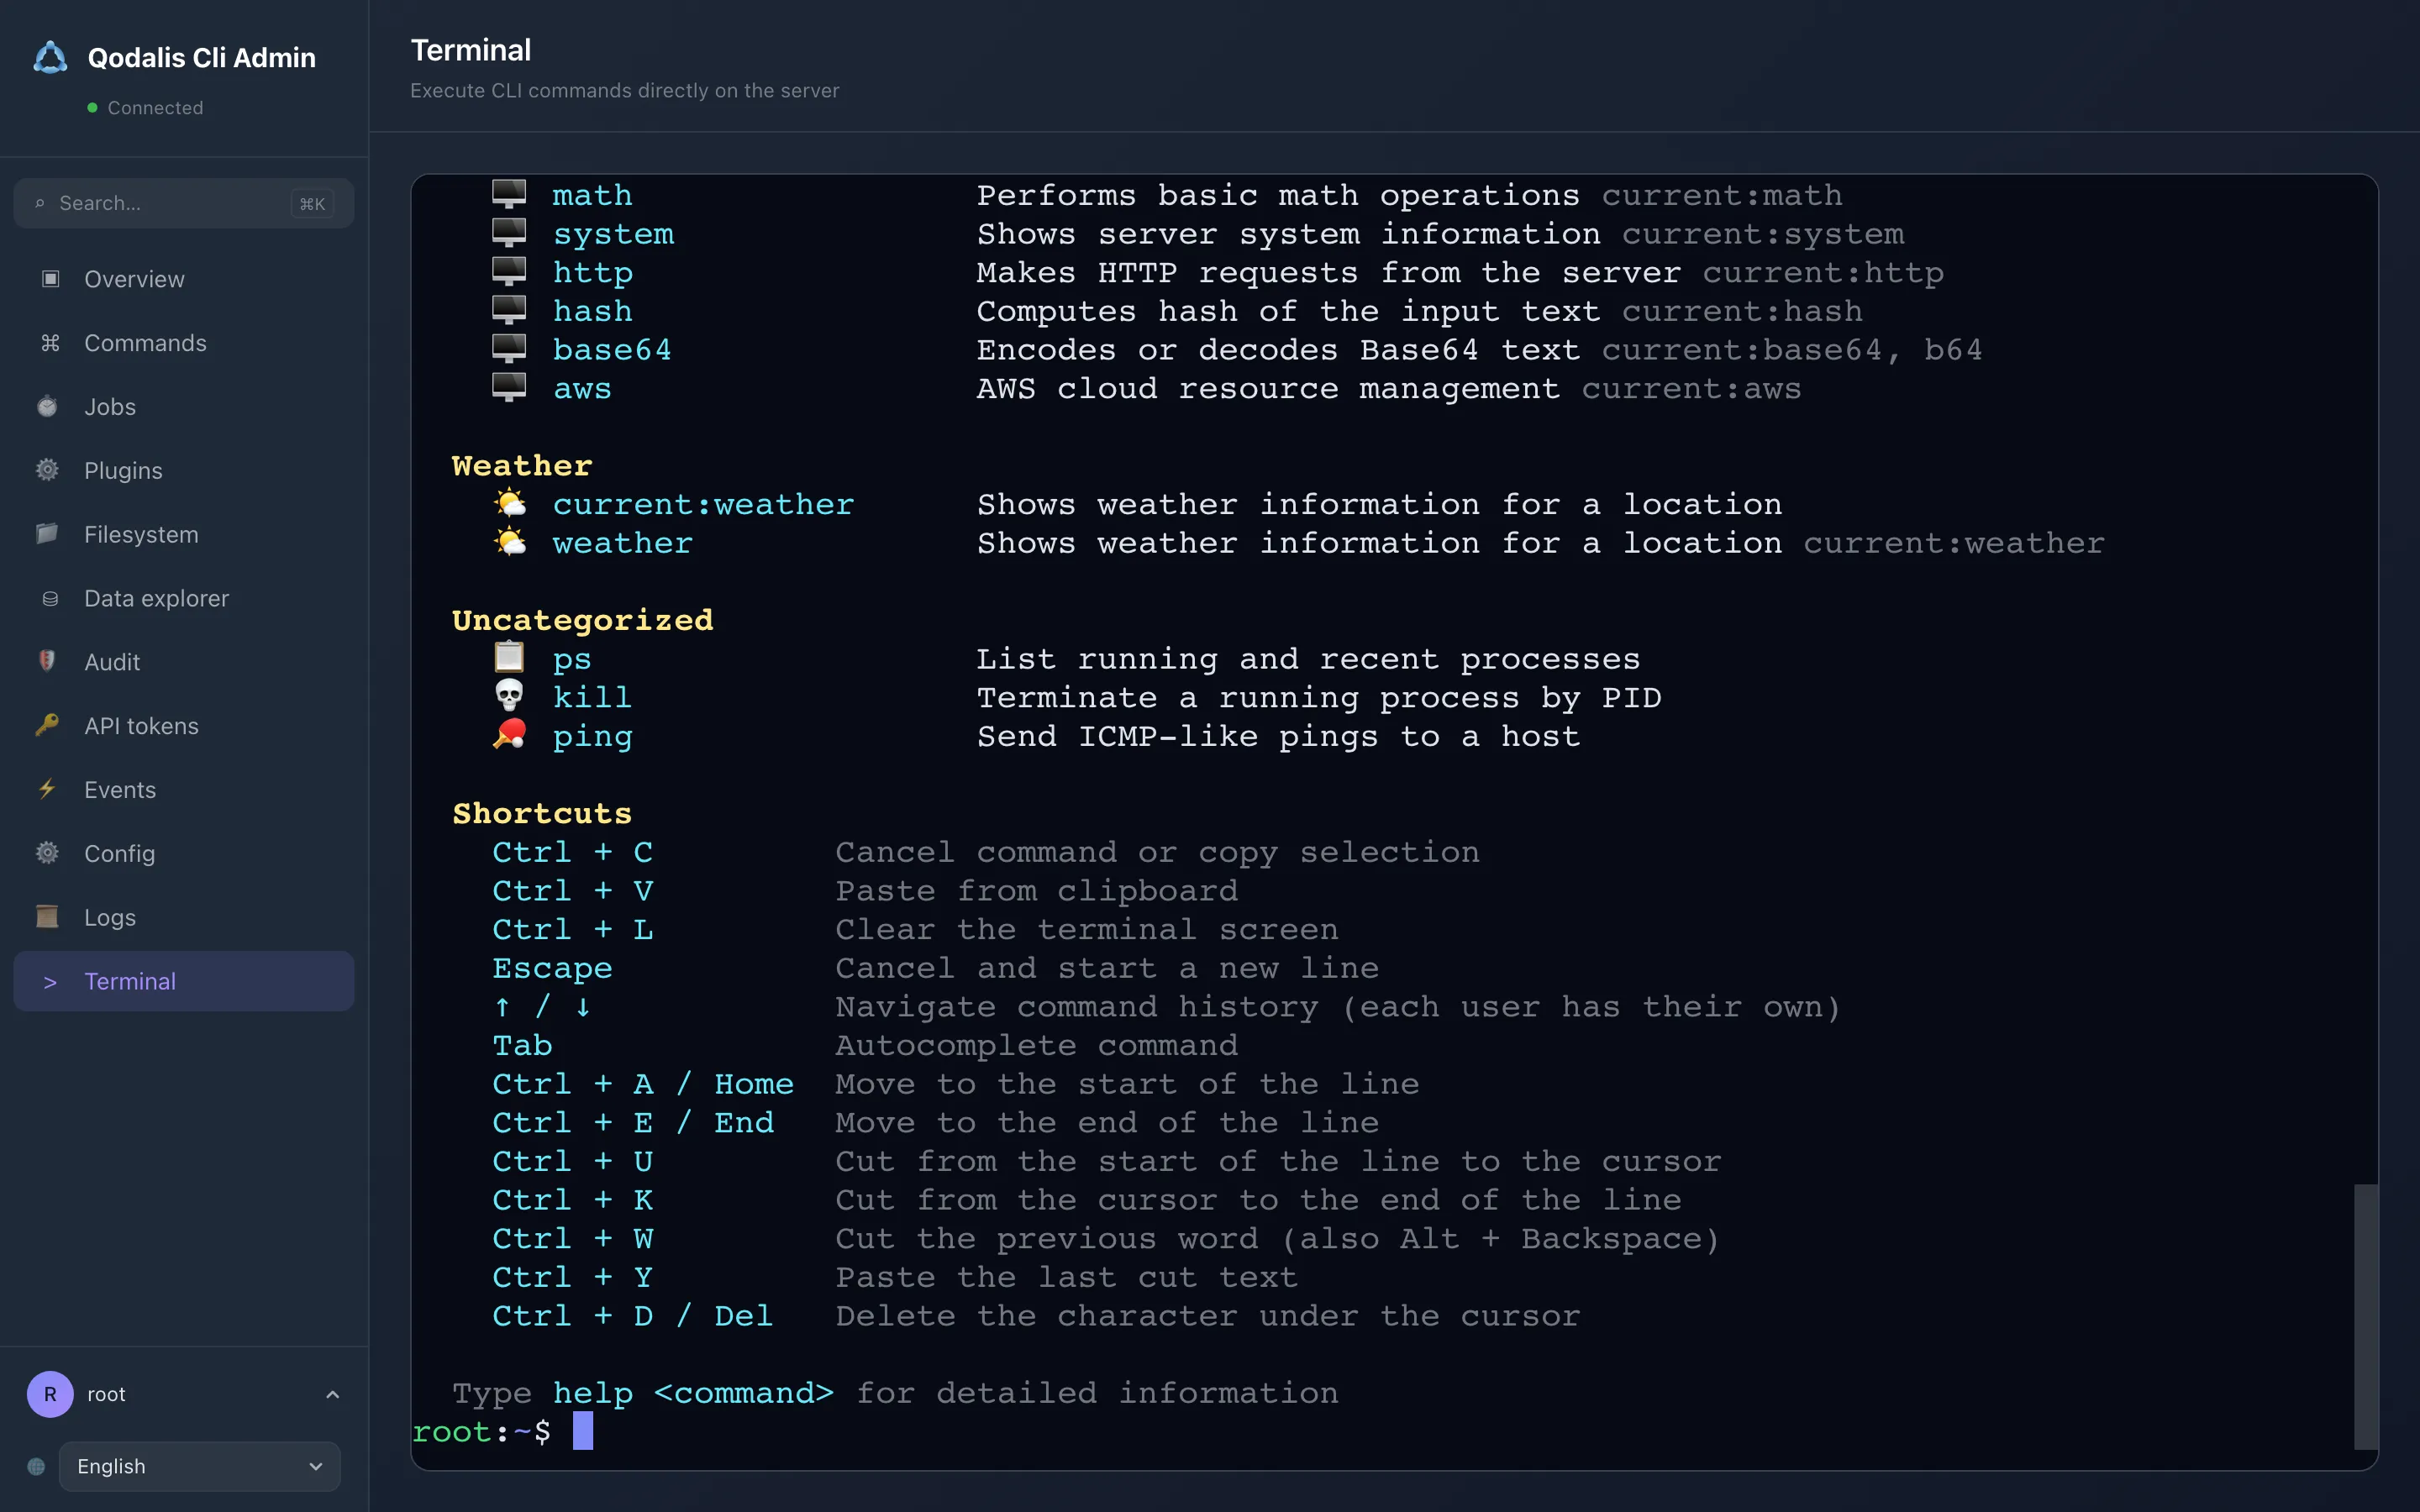 Qodalis Cli Admin
Connected
Search...
⌘K
Overview
Commands
Jobs
Plugins
Filesystem
Data explorer
Audit
API tokens
Events
Config
Logs
> Terminal
R root
English
Terminal
Execute CLI commands directly on the server
math Performs basic math operations current:math
system Shows server system information current:system
http Makes HTTP requests from the server current:http
hash Computes hash of the input text current:hash
base64 Encodes or decodes Base64 text current:base64, b64
aws AWS cloud resource management current:aws
Weather
current:weather Shows weather information for a location
weather Shows weather information for a location current:weather
Uncategorized
ps List running and recent processes
kill Terminate a running process by PID
ping Send ICMP-like pings to a host
Shortcuts
Ctrl + C Cancel command or copy selection
Ctrl + V Paste from clipboard
Ctrl + L Clear the terminal screen
Escape Cancel and start a new line
↑ / ↓ Navigate command history (each user has their own)
Tab Autocomplete command
Ctrl + A / Home Move to the start of the line
Ctrl + E / End Move to the end of the line
Ctrl + U Cut from the start of the line to the cursor
Ctrl + K Cut from the cursor to the end of the line
Ctrl + W Cut the previous word (also Alt + Backspace)
Ctrl + Y Paste the last cut text
Ctrl + D / Del Delete the character under the cursor
Type help <command> for detailed information
root:~$